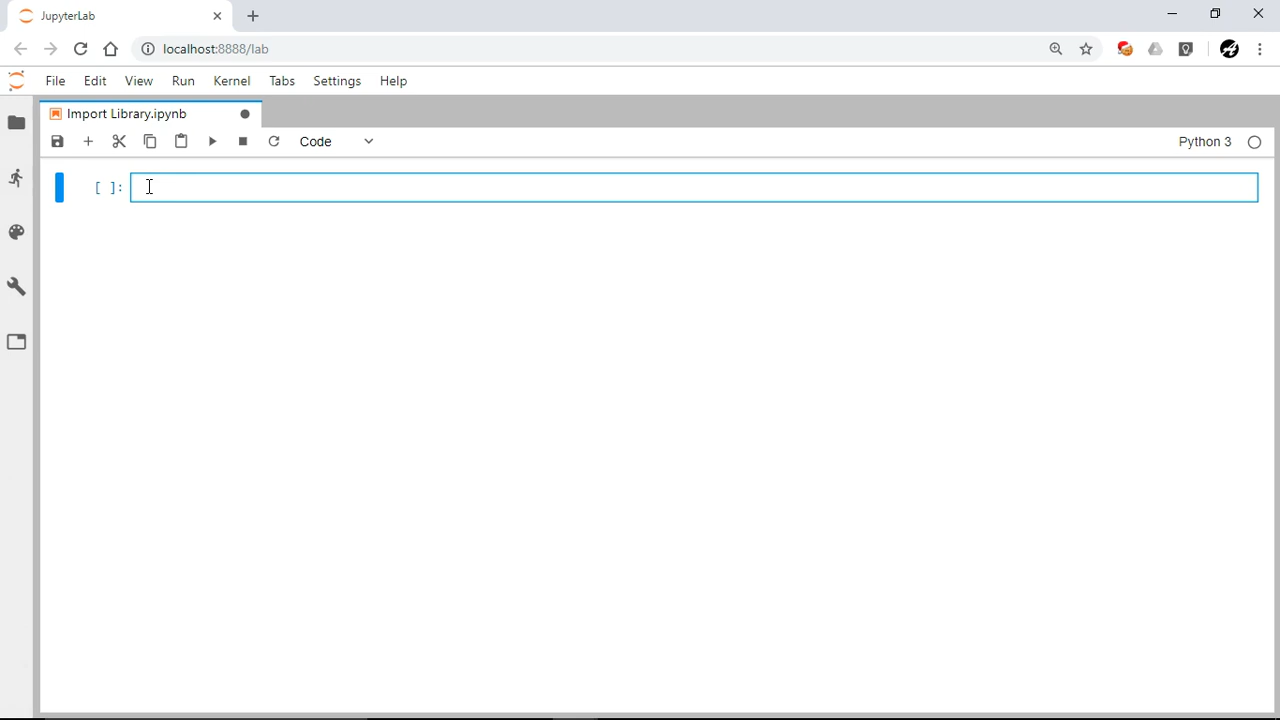 JupyterLab
localhost:8888/lab
File Edit View Run Kernel Tabs Settings Help
Import Library.ipynb
Code Python 3
[ ]: